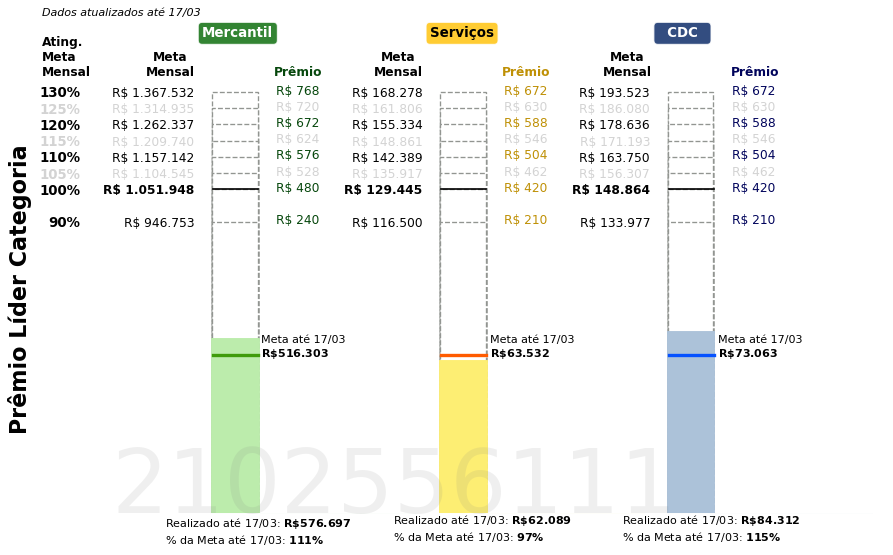 Dados atualizados até 17/03
Mercantil Serviços CDC
Ating. Meta Mensal Meta Mensal Prêmio Meta Mensal Prêmio Meta Mensal Prêmio
130% R$ 1.367.532 R$ 768 R$ 168.278 R$ 672 R$ 193.523 R$ 672
125% R$ 1.314.935 R$ 720 R$ 161.806 R$ 630 R$ 186.080 R$ 630
120% R$ 1.262.337 R$ 672 R$ 155.334 R$ 588 R$ 178.636 R$ 588
115% R$ 1.209.740 R$ 624 R$ 148.861 R$ 546 R$ 171.193 R$ 546
110% R$ 1.157.142 R$ 576 R$ 142.389 R$ 504 R$ 163.750 R$ 504
105% R$ 1.104.545 R$ 528 R$ 135.917 R$ 462 R$ 156.307 R$ 462
100% R$ 1.051.948 R$ 480 R$ 129.445 R$ 420 R$ 148.864 R$ 420
90% R$ 946.753 R$ 240 R$ 116.500 R$ 210 R$ 133.977 R$ 210
Prêmio Líder Categoria
Meta até 17/03 Meta até 17/03 Meta até 17/03
R$516.303 R$63.532 R$73.063
2102556111
Realizado até 17/03: R$576.697 Realizado até 17/03: R$62.089 Realizado até 17/03: R$84.312
% da Meta até 17/03: 111% % da Meta até 17/03: 97% % da Meta até 17/03: 115%